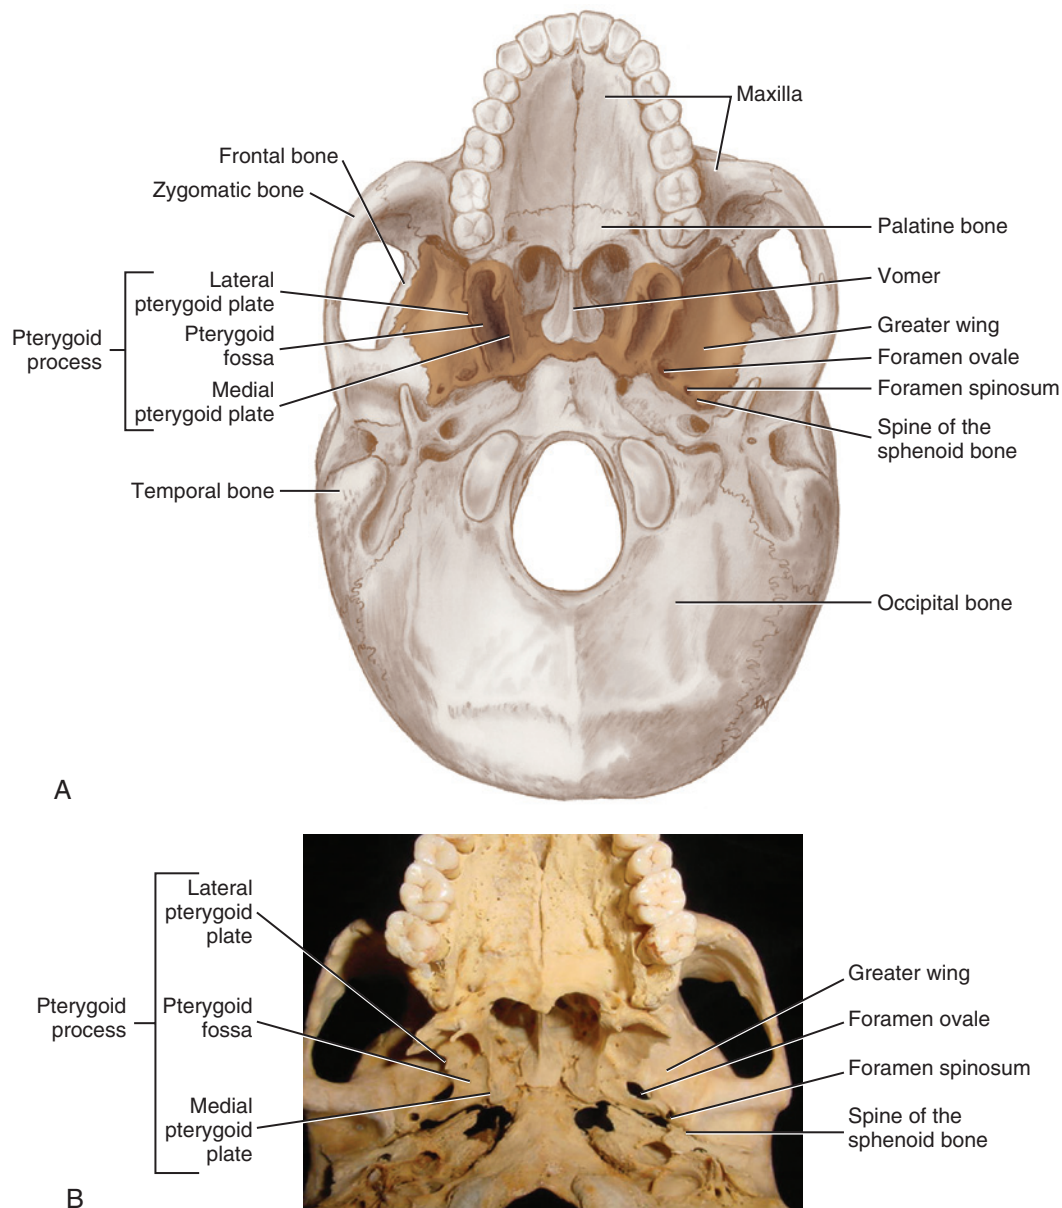 Maxilla
Frontal bone
Zygomatic bone
Palatine bone
Lateral
pterygoid plate
Vomer
Pterygoid
process
Pterygoid
fossa
Greater wing
Foramen ovale
Medial
pterygoid plate
Foramen spinosum
Spine of the
sphenoid bone
Temporal bone
Occipital bone
A
Lateral
pterygoid
plate
Greater wing
Pterygoid
process
Pterygoid
fossa
Foramen ovale
Foramen spinosum
Medial
pterygoid
plate
Spine of the
sphenoid bone
B